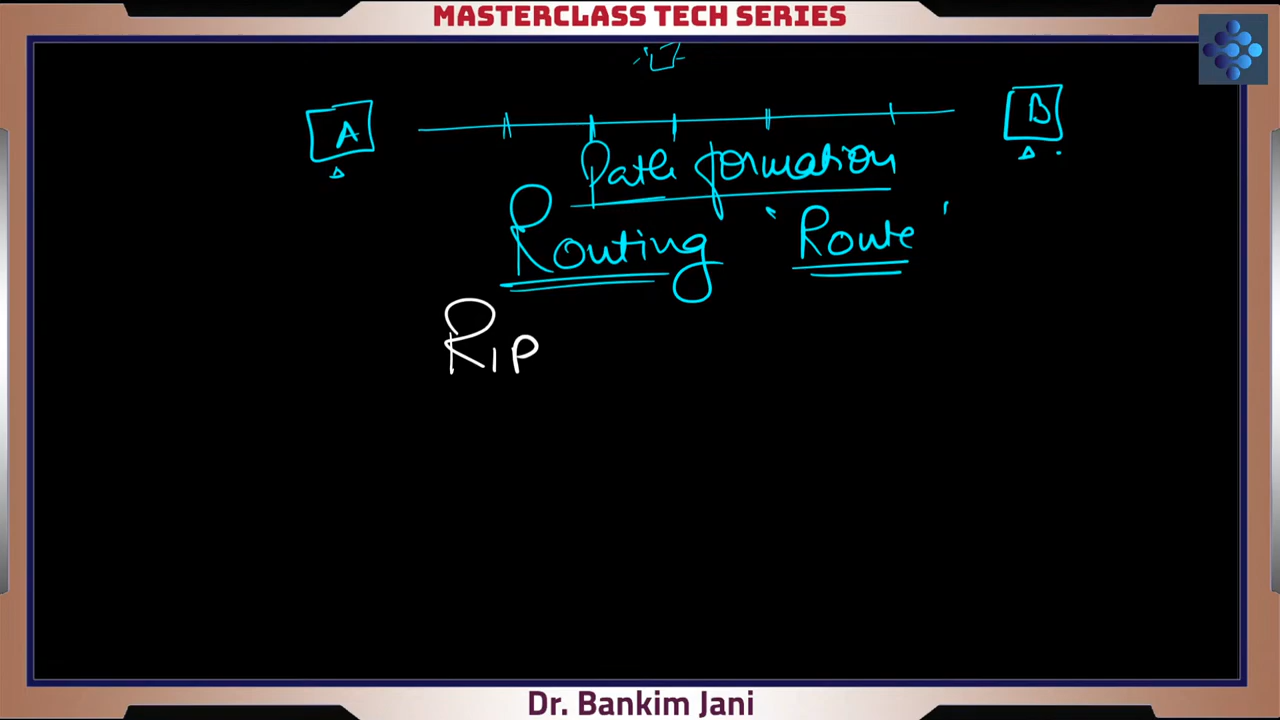 MASTERCLASS TECH SERIES
A B
Path formation
Routing 'Route'
RIP
Dr. Bankim Jani